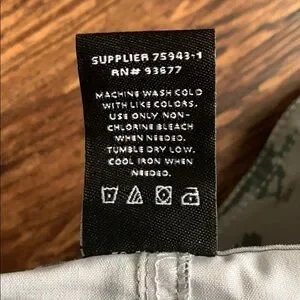 SUPPLIER 75943-1
RN# 93677
MACHINE WASH COLD
WITH LIKE COLORS.
USE ONLY NON-
CHLORINE BLEACH
WHEN NEEDED.
TUMBLE DRY LOW.
COOL IRON WHEN
NEEDED.